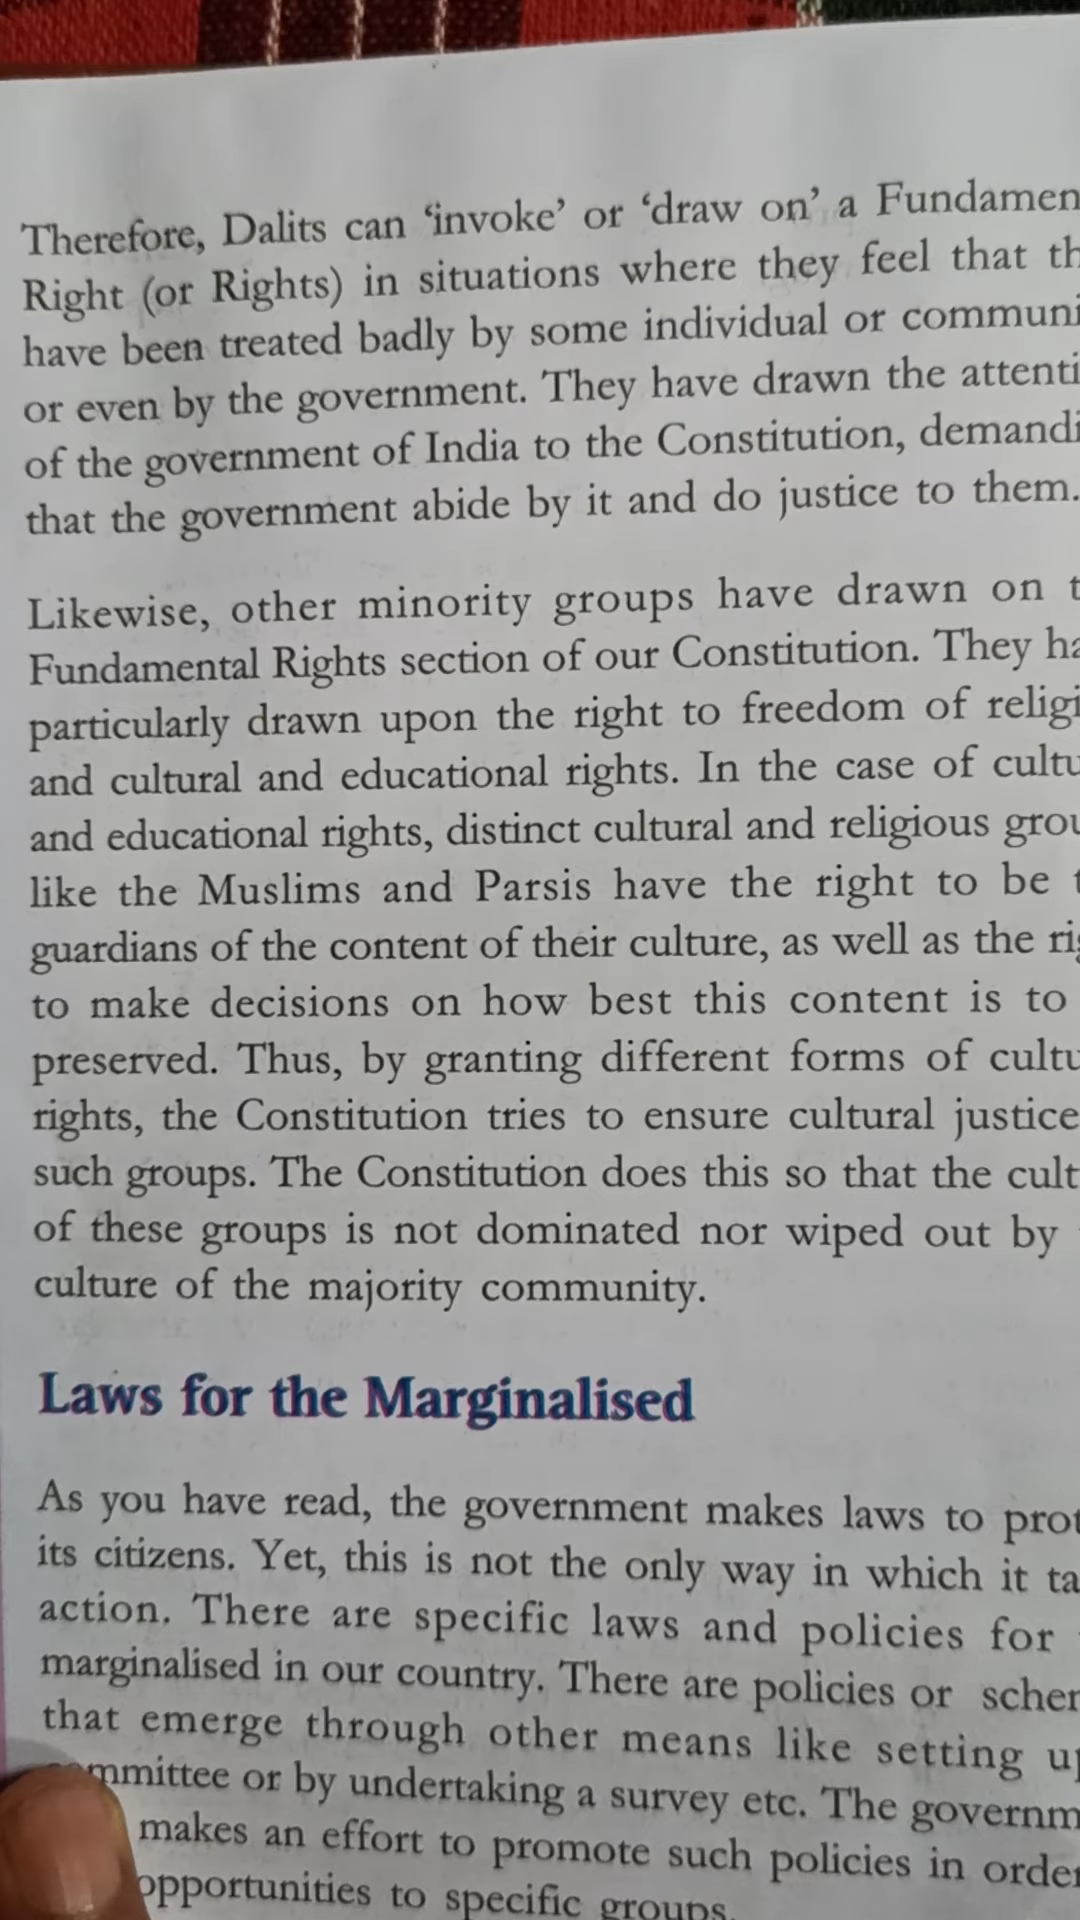 Therefore, Dalits can ‘invoke’ or ‘draw on’ a Fundamen
Right (or Rights) in situations where they feel that th
have been treated badly by some individual or communi
or even by the government. They have drawn the attenti
of the government of India to the Constitution, demandi
that the government abide by it and do justice to them.
Likewise, other minority groups have drawn on t
Fundamental Rights section of our Constitution. They ha
particularly drawn upon the right to freedom of religi
and cultural and educational rights. In the case of cultu
and educational rights, distinct cultural and religious grou
like the Muslims and Parsis have the right to be t
guardians of the content of their culture, as well as the rig
to make decisions on how best this content is to
preserved. Thus, by granting different forms of cultu
rights, the Constitution tries to ensure cultural justice
such groups. The Constitution does this so that the cult
of these groups is not dominated nor wiped out by
culture of the majority community.
Laws for the Marginalised
As you have read, the government makes laws to prot
its citizens. Yet, this is not the only way in which it ta
action. There are specific laws and policies for
marginalised in our country. There are policies or schem
that emerge through other means like setting up
mmittee or by undertaking a survey etc. The governm
makes an effort to promote such policies in order
opportunities to specific groups.